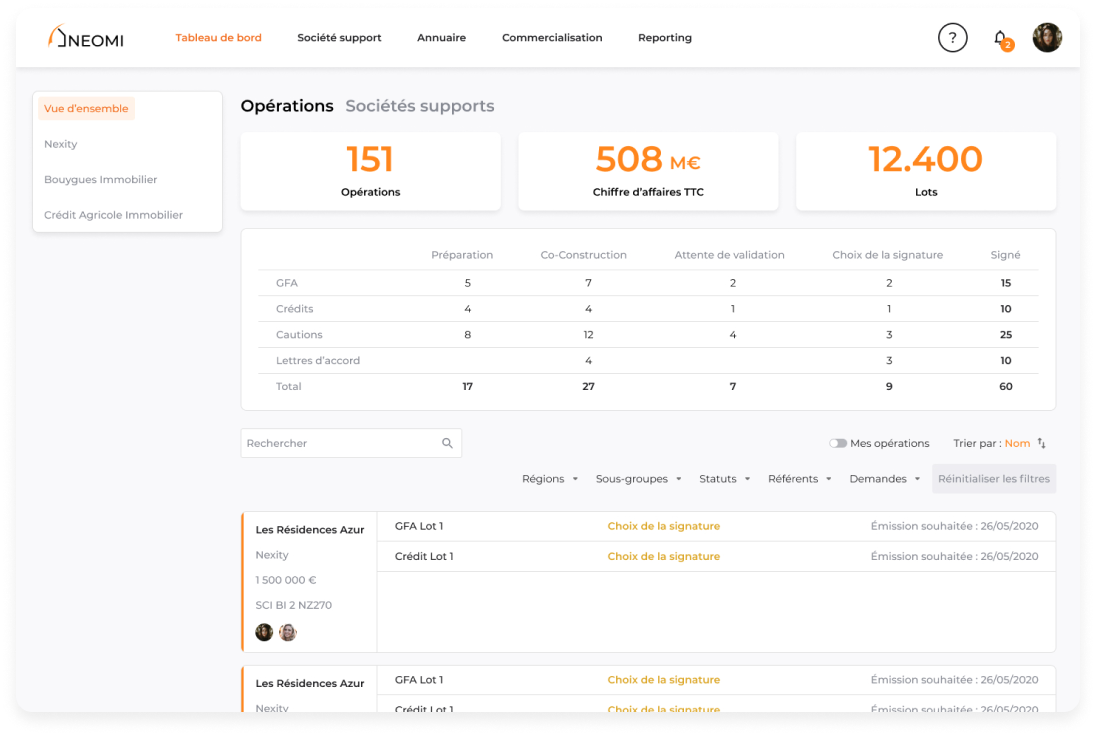 NEOMI Tableau de bord Société support Annuaire Commercialisation Reporting ? 2
Vue d'ensemble
Nexity
Bouygues Immobilier
Crédit Agricole Immobilier
Opérations Sociétés supports
151 508 M€ 12.400
Opérations Chiffre d'affaires TTC Lots
Préparation Co-Construction Attente de validation Choix de la signature Signé
GFA 5 7 2 2 15
Crédits 4 4 1 1 10
Cautions 8 12 4 3 25
Lettres d'accord 4 3 10
Total 17 27 7 9 60
Rechercher Mes opérations Trier par : Nom
Régions Sous-groupes Statuts Référents Demandes Réinitialiser les filtres
Les Résidences Azur
Nexity
1 500 000 €
SCI BI 2 NZ270
GFA Lot 1 Choix de la signature Émission souhaitée : 26/05/2020
Crédit Lot 1 Choix de la signature Émission souhaitée : 26/05/2020
Les Résidences Azur
Nexity
GFA Lot 1 Choix de la signature Émission souhaitée : 26/05/2020
Crédit Lot 1 Choix de la signature Émission souhaitée : 26/05/2020